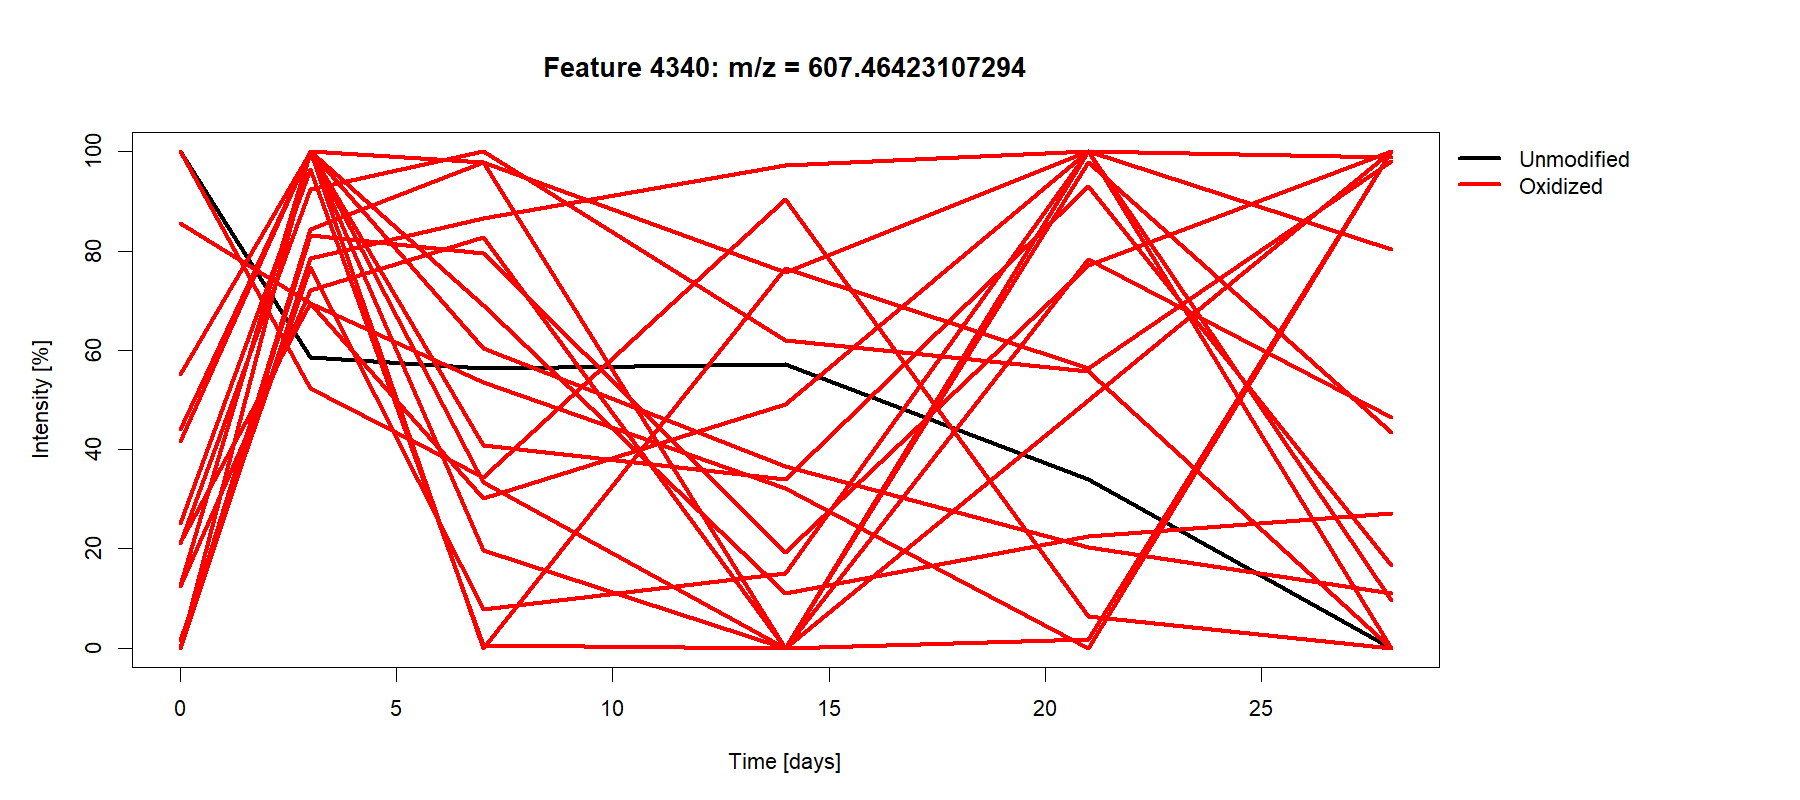 Feature 4340: m/z = 607.46423107294
Unmodified
Oxidized
Intensity [%]
100
80
60
40
20
0
0 5 10 15 20 25
Time [days]